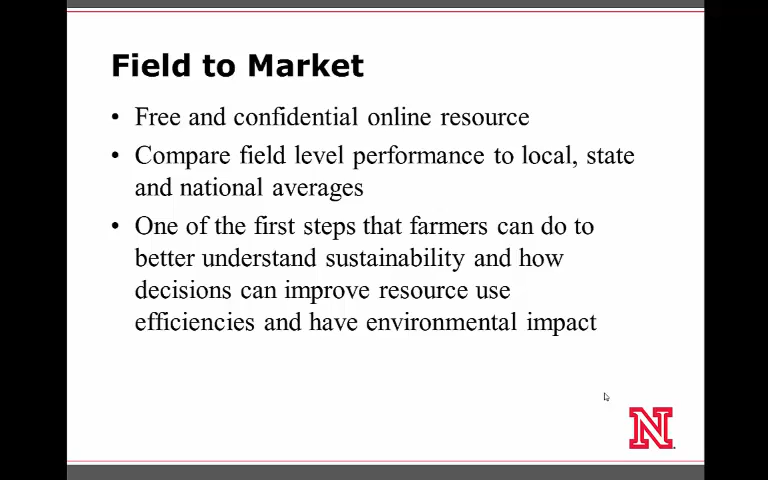 Field to Market
• Free and confidential online resource
• Compare field level performance to local, state
and national averages
• One of the first steps that farmers can do to
better understand sustainability and how
decisions can improve resource use
efficiencies and have environmental impact
N